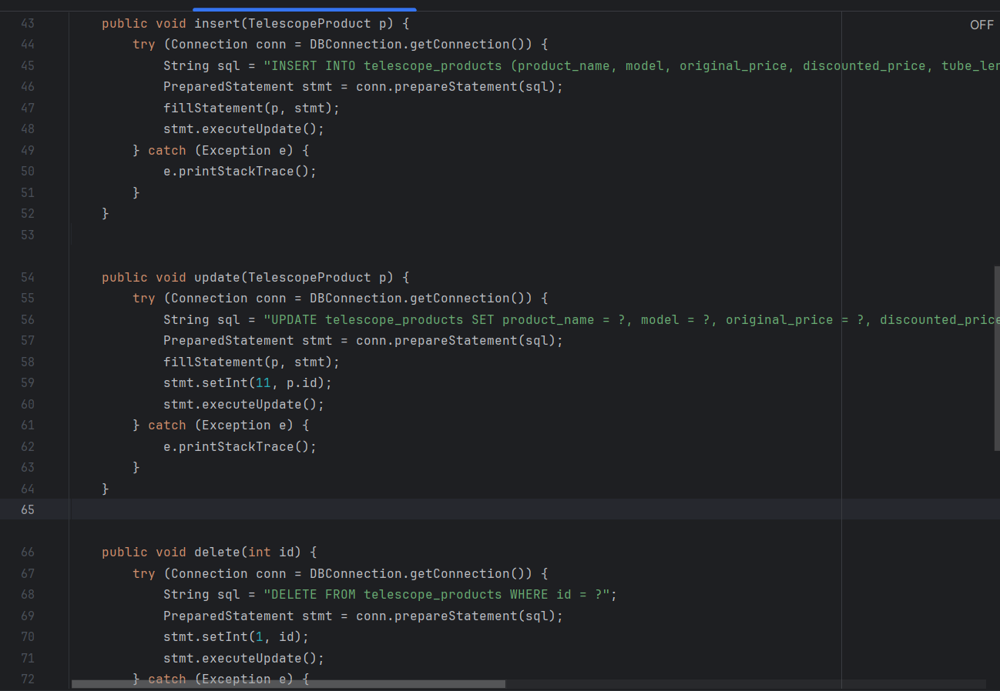 43 public void insert(TelescopeProduct p) {
OFF
44 try (Connection conn = DBConnection.getConnection()) {
45 String sql = "INSERT INTO telescope_products (product_name, model, original_price, discounted_price, tube_len
46 PreparedStatement stmt = conn.prepareStatement(sql);
47 fillStatement(p, stmt);
48 stmt.executeUpdate();
49 } catch (Exception e) {
50 e.printStackTrace();
51 }
52 }
53
54 public void update(TelescopeProduct p) {
55 try (Connection conn = DBConnection.getConnection()) {
56 String sql = "UPDATE telescope_products SET product_name = ?, model = ?, original_price = ?, discounted_price
57 PreparedStatement stmt = conn.prepareStatement(sql);
58 fillStatement(p, stmt);
59 stmt.setInt(11, p.id);
60 stmt.executeUpdate();
61 } catch (Exception e) {
62 e.printStackTrace();
63 }
64 }
65
66 public void delete(int id) {
67 try (Connection conn = DBConnection.getConnection()) {
68 String sql = "DELETE FROM telescope_products WHERE id = ?";
69 PreparedStatement stmt = conn.prepareStatement(sql);
70 stmt.setInt(1, id);
71 stmt.executeUpdate();
72 } catch (Exception e) {